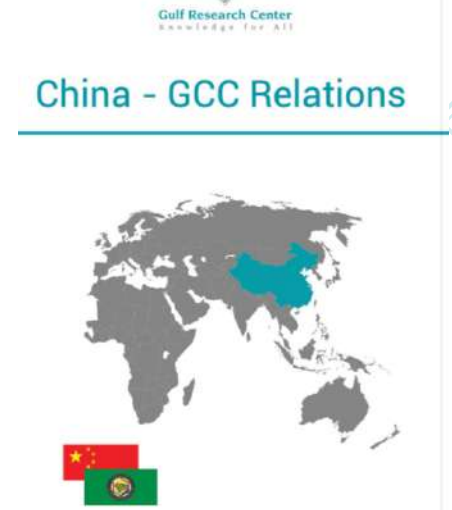 Gulf Research Center
Knowledge for All
China - GCC Relations